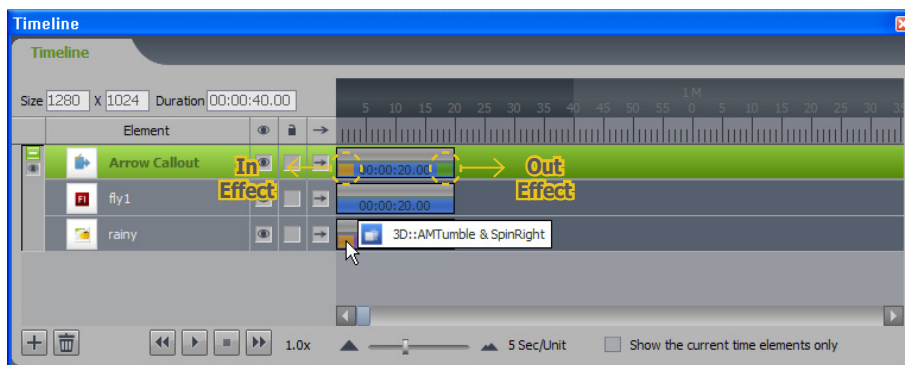 Timeline
Timeline
Size 1280 X 1024 Duration 00:00:40.00
1 M
5 10 15 20 25 30 35 40 45 50 55 0 5 10 15 20 25 30 35
Element
Arrow Callout
In Effect
00:00:20.00
Out Effect
fly1
00:00:20.00
rainy
3D::AMTumble & SpinRight
1.0x
5 Sec/Unit
Show the current time elements only